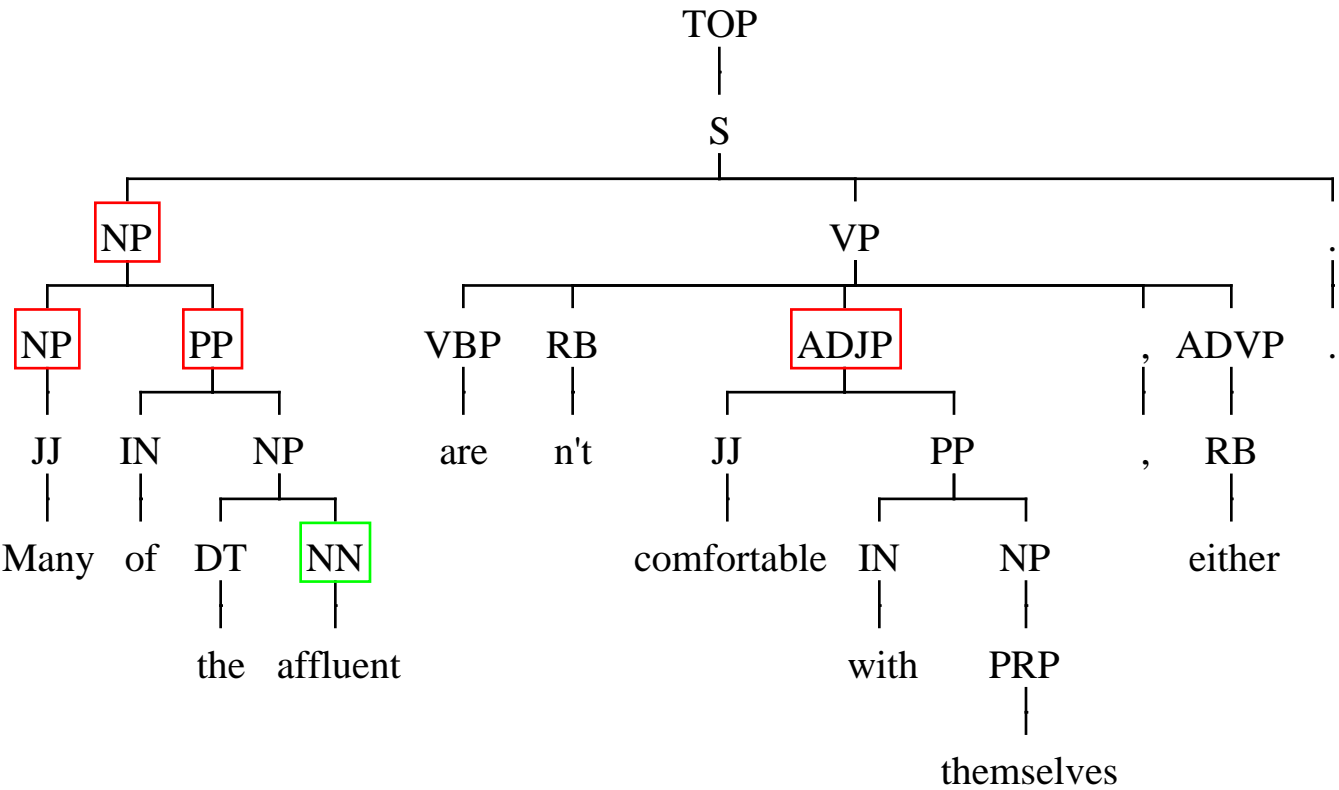 TOP
S
NP VP .
NP PP VBP RB ADJP , ADVP .
JJ IN NP are n't JJ PP , RB
Many of DT NN comfortable IN NP either
the affluent with PRP
themselves